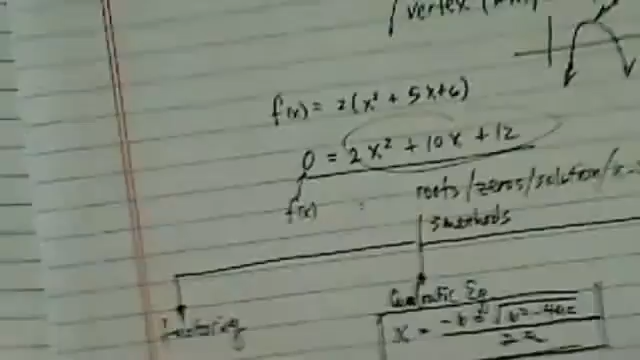 vertex
f(x) = 2(x² + 5x+6)
0 = 2x² + 10x + 12
f(x)
roots/zeros/solution/x-
3 methods
factoring
Quadratic Eq
x = -b ± √b²-4ac / 2a